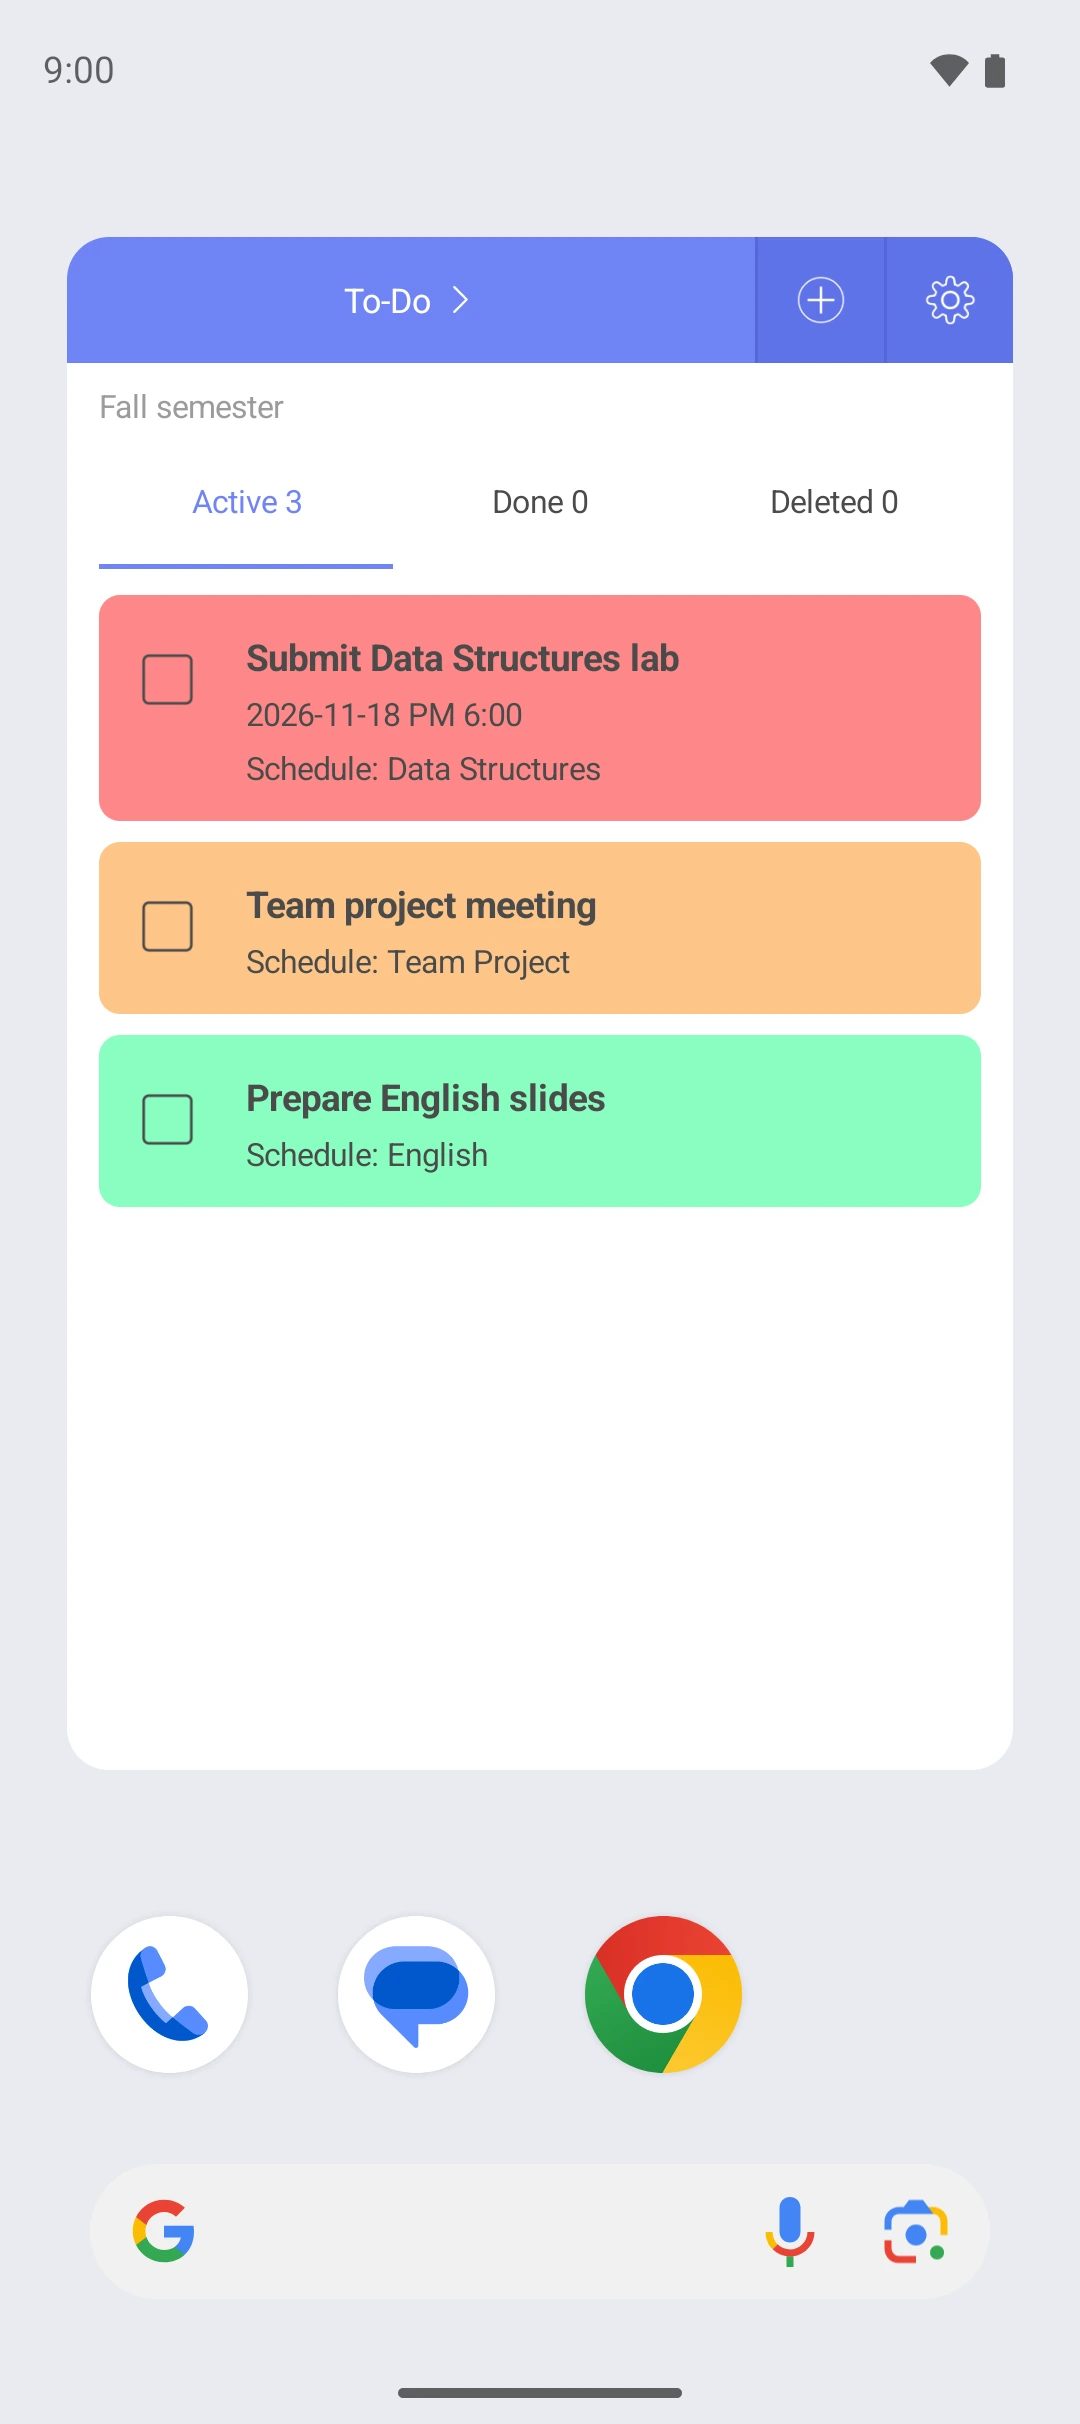 9:00
To-Do
Fall semester
Active 3
Done 0
Deleted 0
Submit Data Structures lab
2026-11-18 PM 6:00
Schedule: Data Structures
Team project meeting
Schedule: Team Project
Prepare English slides
Schedule: English